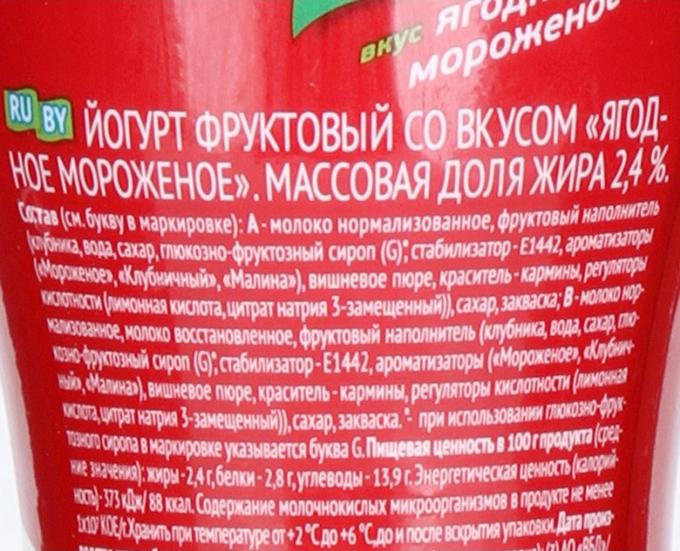 вкус ягодн
мороженое
RU BY ЙОГУРТ ФРУКТОВЫЙ СО ВКУСОМ «ЯГОД-
НОЕ МОРОЖЕНОЕ». МАССОВАЯ ДОЛЯ ЖИРА 2,4 %.
Состав (см. букву в маркировке): А - молоко нормализованное, фруктовый наполнитель
(клубника, вода, сахар, глюкозно-фруктозный сироп (G)*, стабилизатор - Е1442, ароматизаторы
(«Мороженое», «Клубничный», «Малина»), вишневое пюре, краситель - кармины, регуляторы
кислотности (лимонная кислота, цитрат натрия 3-замещенный)), сахар, закваска; В - молоко нор-
мализованное, молоко восстановленное, фруктовый наполнитель (клубника, вода, сахар, глю-
козно-фруктозный сироп (G)*, стабилизатор - Е1442, ароматизаторы («Мороженое», «Клубнич-
ный», «Малина»), вишневое пюре, краситель - кармины, регуляторы кислотности (лимонная
кислота, цитрат натрия 3-замещенный)), сахар, закваска. *- при использовании глюкозно-фрук-
тозного сиропа в маркировке указывается буква G. Пищевая ценность в 100 г продукта (сред-
ние значения): жиры - 2,4 г, белки - 2,8 г, углеводы - 13,9 г. Энергетическая ценность (калорий-
ность) - 373 кДж/ 88 ккал. Содержание молочнокислых микроорганизмов в продукте не менее
1х10⁷ КОЕ/г. Хранить при температуре от +2 °С до +6 °С, до и после вскрытия упаковки. Дата произ-